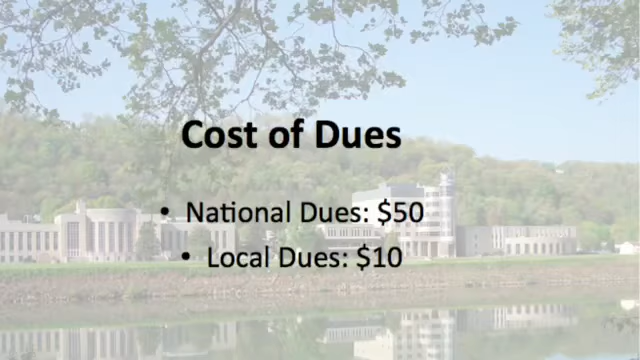 Cost of Dues
• National Dues: $50
• Local Dues: $10